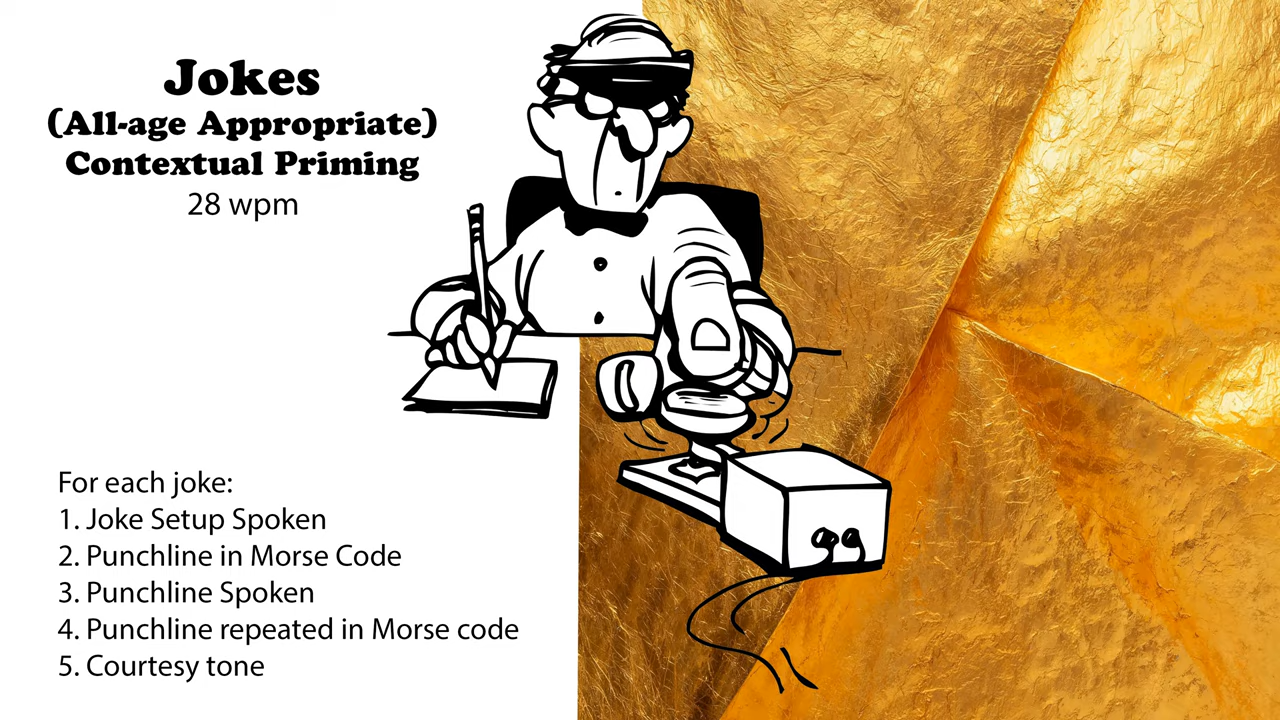 Jokes
(All-age Appropriate)
Contextual Priming
28 wpm
For each joke:
1. Joke Setup Spoken
2. Punchline in Morse Code
3. Punchline Spoken
4. Punchline repeated in Morse code
5. Courtesy tone